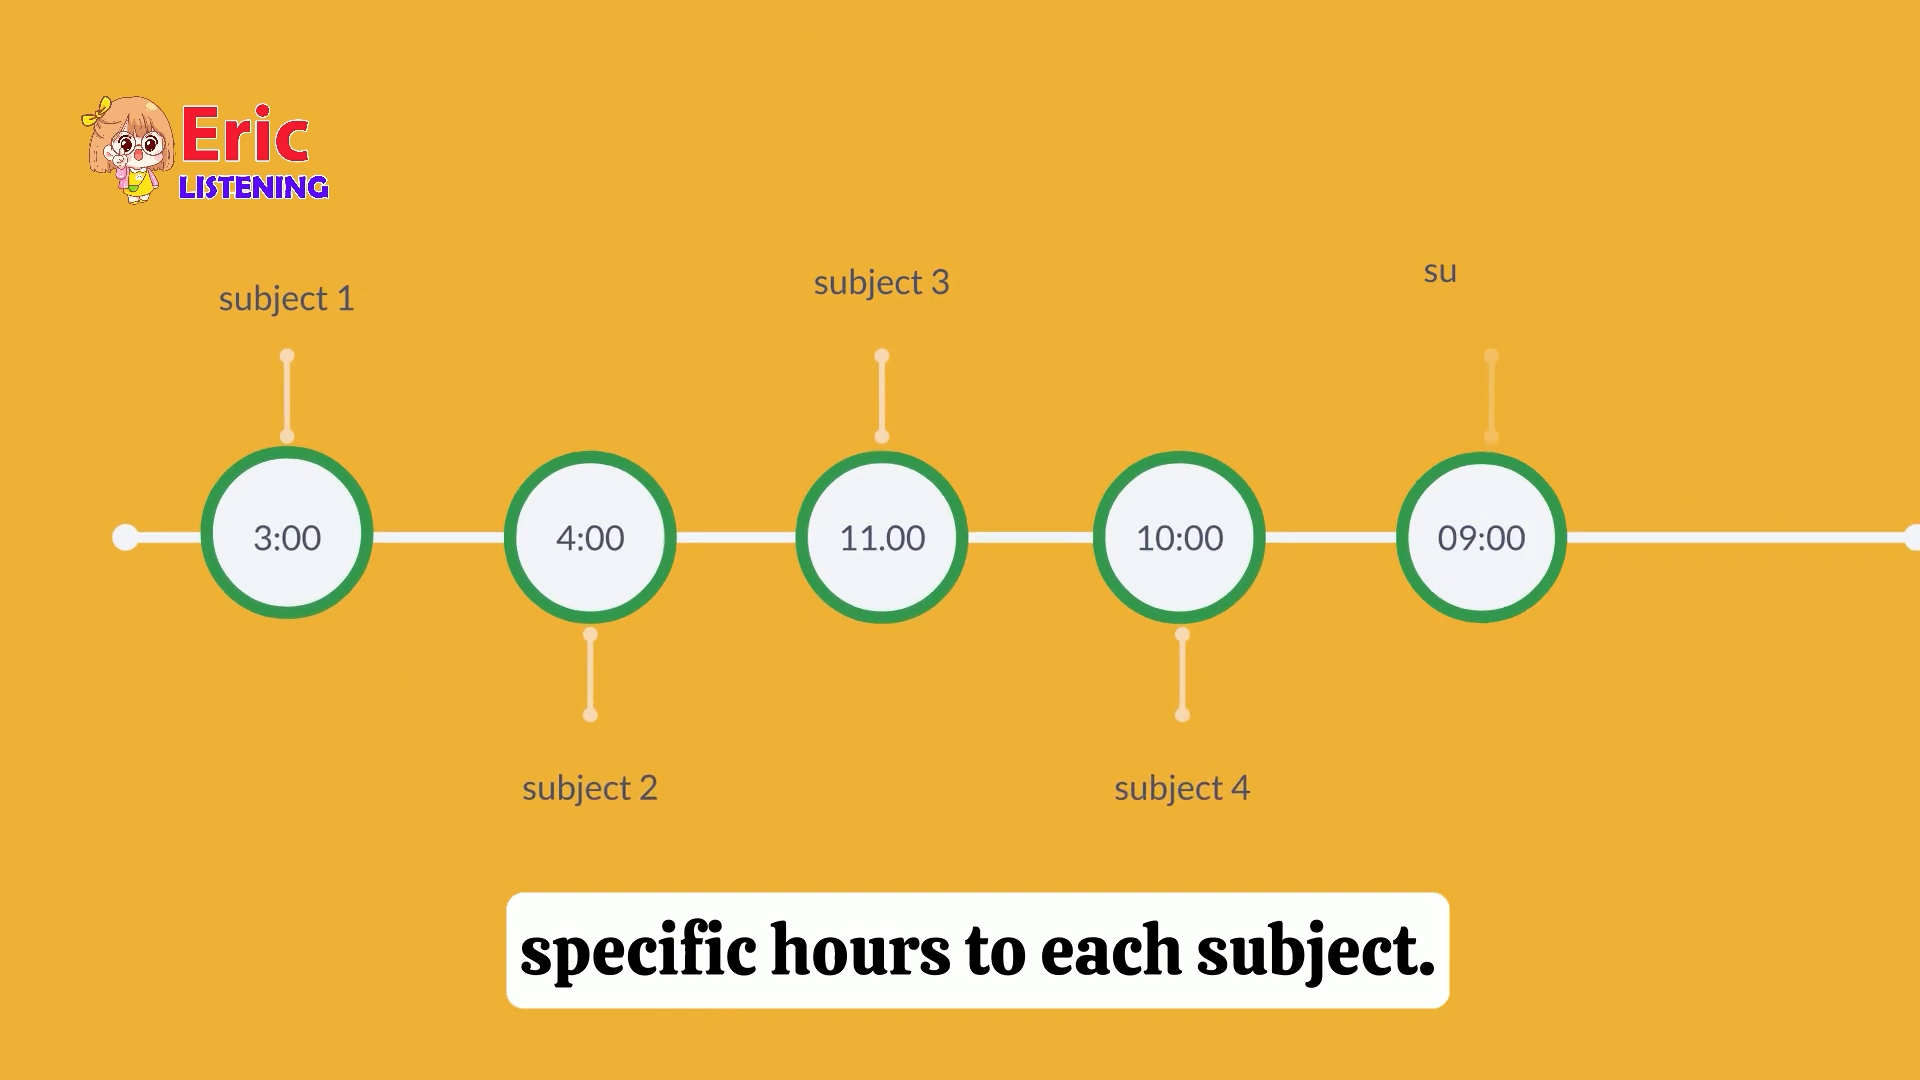 Eric
LISTENING
subject 1
subject 3
su
3:00
4:00
11.00
10:00
09:00
subject 2
subject 4
specific hours to each subject.